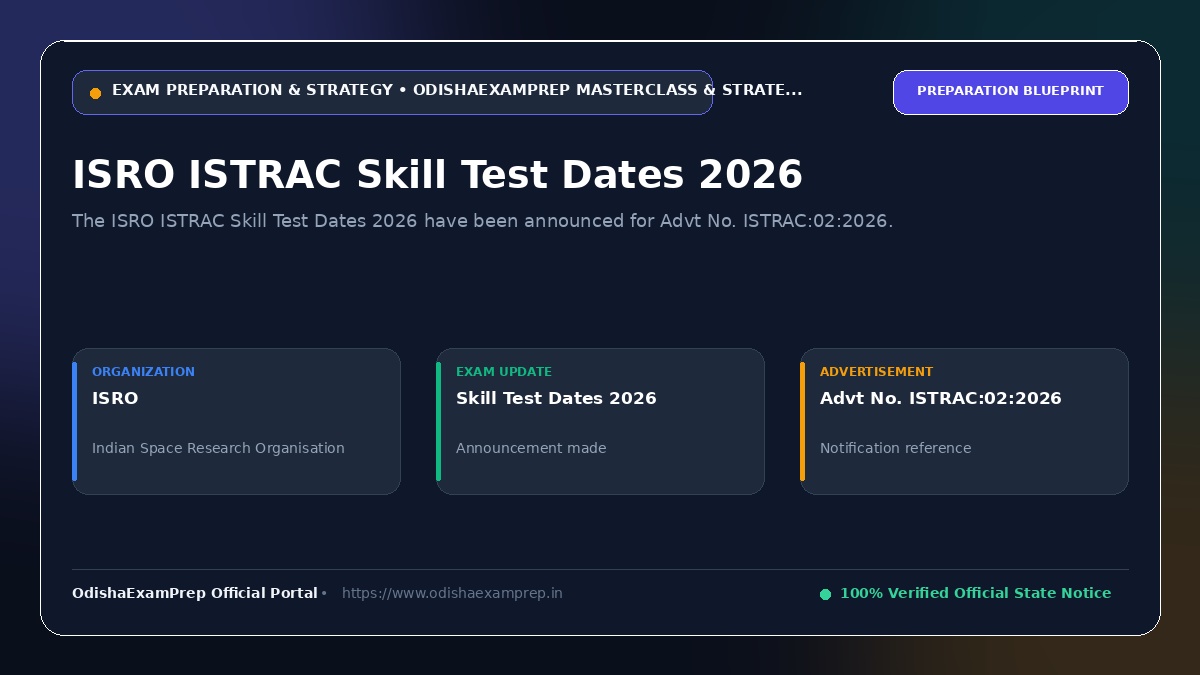 EXAM PREPARATION & STRATEGY • ODISHAEXAMPREP MASTERCLASS & STRATE...
PREPARATION BLUEPRINT
ISRO ISTRAC Skill Test Dates 2026
The ISRO ISTRAC Skill Test Dates 2026 have been announced for Advt No. ISTRAC:02:2026.
ORGANIZATION
ISRO
Indian Space Research Organisation
EXAM UPDATE
Skill Test Dates 2026
Announcement made
ADVERTISEMENT
Advt No. ISTRAC:02:2026
Notification reference
OdishaExamPrep Official Portal • https://www.odishaexamprep.in
100% Verified Official State Notice